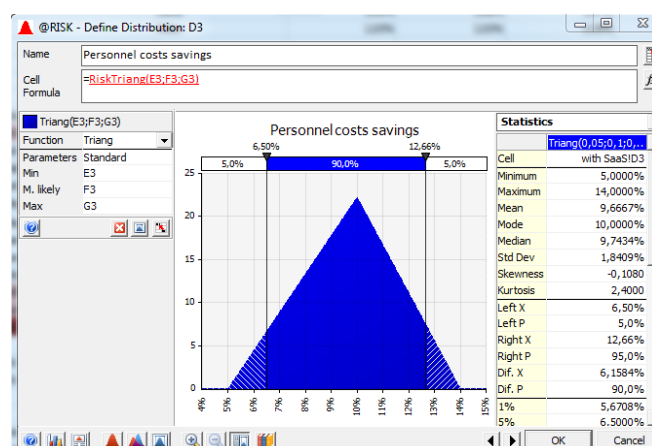 @RISK - Define Distribution: D3
Name
Personnel costs savings
Cell
Formula
=RiskTriang(E3;F3;G3)
Triang(E3;F3;G3)
Function Triang
Parameters Standard
Min E3
M. likely F3
Max G3
Personnel costs savings
6,50% 12,66%
5,0% 90,0% 5,0%
25
20
15
10
5
0
4% 5% 6% 7% 8% 9% 10% 11% 12% 13% 14% 15%
Statistics
Triang(0,05;0,1;0,...
Cell with SaaS!D3
Minimum 5,0000%
Maximum 14,0000%
Mean 9,6667%
Mode 10,0000%
Median 9,7434%
Std Dev 1,8409%
Skewness -0,1080
Kurtosis 2,4000
Left X 6,50%
Left P 5,0%
Right X 12,66%
Right P 95,0%
Dif. X 6,1584%
Dif. P 90,0%
1% 5,6708%
5% 6,5000%
OK Cancel